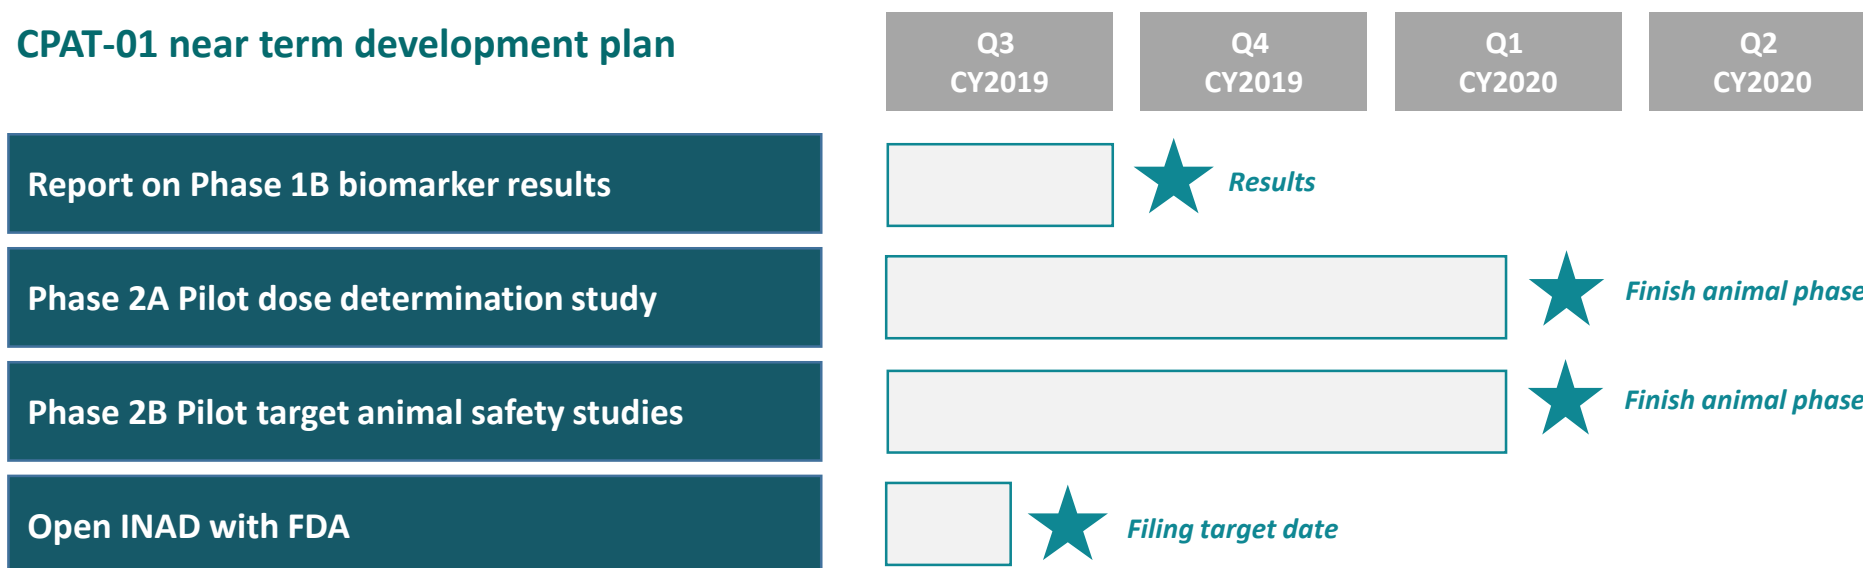 CPAT-01 near term development plan
Q3
CY2019
Q4
CY2019
Q1
CY2020
Q2
CY2020
Report on Phase 1B biomarker results
Results
Phase 2A Pilot dose determination study
Finish animal phase
Phase 2B Pilot target animal safety studies
Finish animal phase
Open INAD with FDA
Filing target date